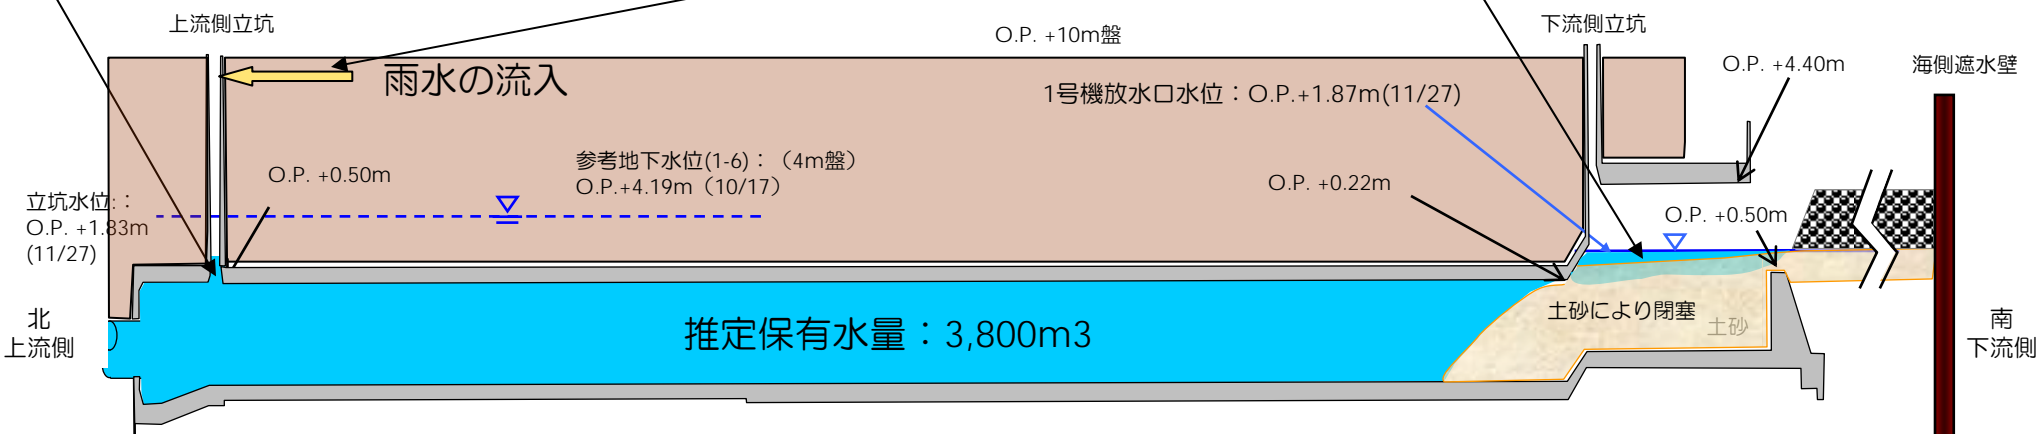 上流側立坑
O.P. +10m盤
下流側立坑
雨水の流入
O.P. +4.40m
海側遮水壁
1号機放水口水位：O.P.+1.87m(11/27)
参考地下水位(1-6)：（4m盤）
O.P.+4.19m（10/17）
O.P. +0.50m
O.P. +0.22m
立坑水位:：
O.P. +1.83m
(11/27)
O.P. +0.50m
土砂により閉塞
土砂
推定保有水量：3,800m3
北
上流側
南
下流側